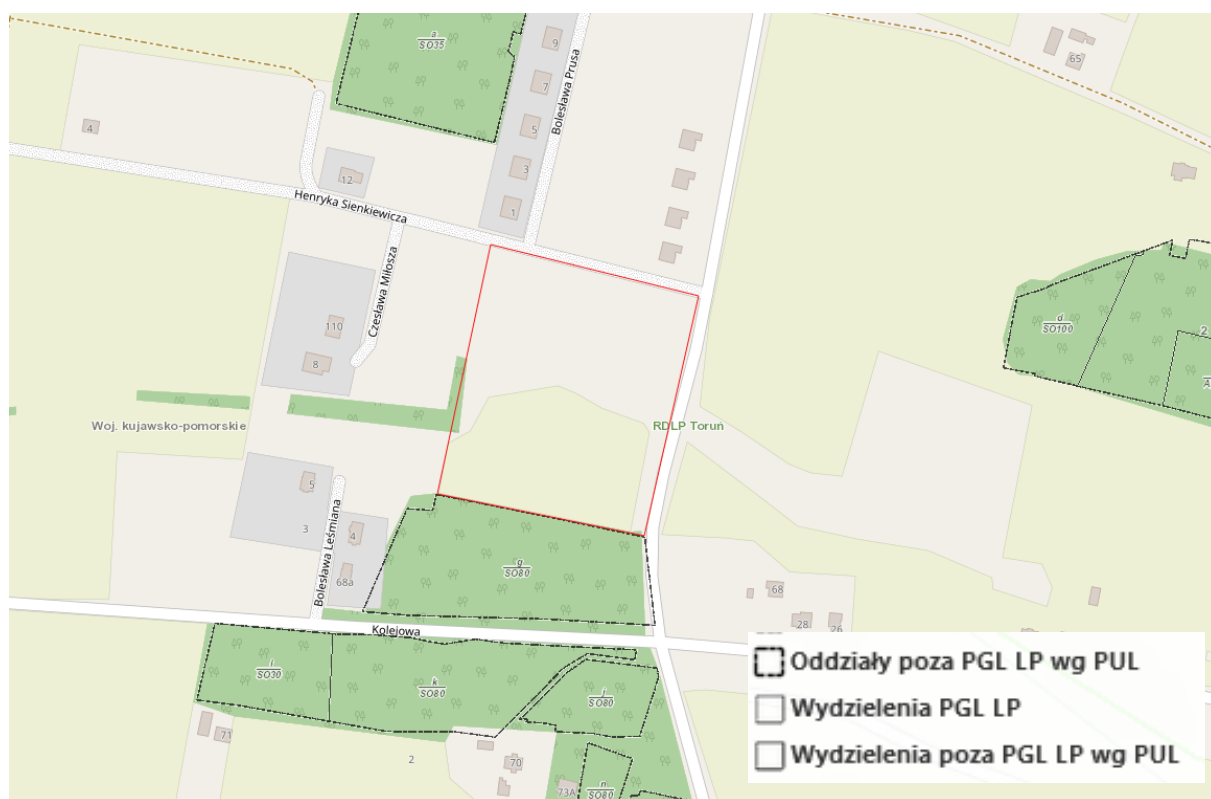 a
SO35
9
7
5
3
1
Bolesława Prusa
65
4
12
Henryka Sienkiewicza
Czesława Miłosza
110
8
d
SO100
2
A
Woj. kujawsko-pomorskie
RDLP Toruń
5
3
Bolesława Leśmiana
4
68a
g
SO80
68
28
26
Kolejowa
i
SO30
k
SO80
j
SO80
71
2
70
73A
n
SO80
Oddziały poza PGL LP wg PUL
Wydzielenia PGL LP
Wydzielenia poza PGL LP wg PUL